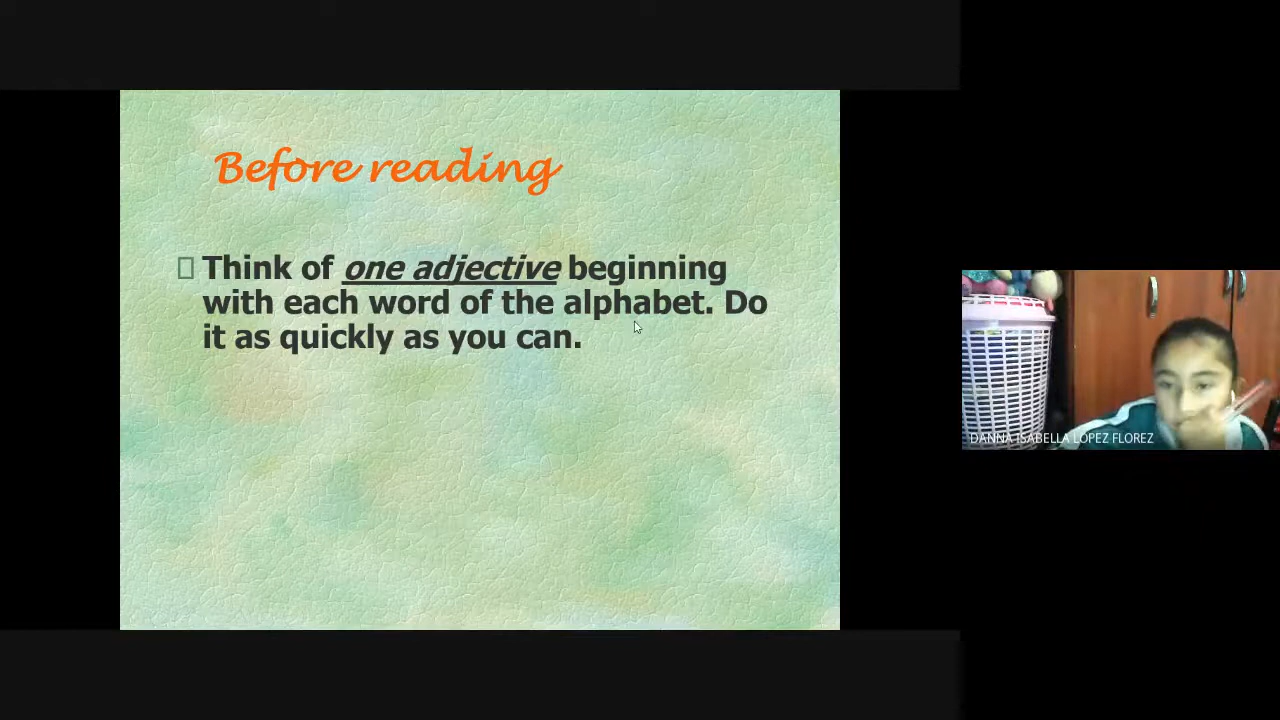 Before reading
Think of one adjective beginning
with each word of the alphabet. Do
it as quickly as you can.
DANNA ISABELLA LOPEZ FLOREZ